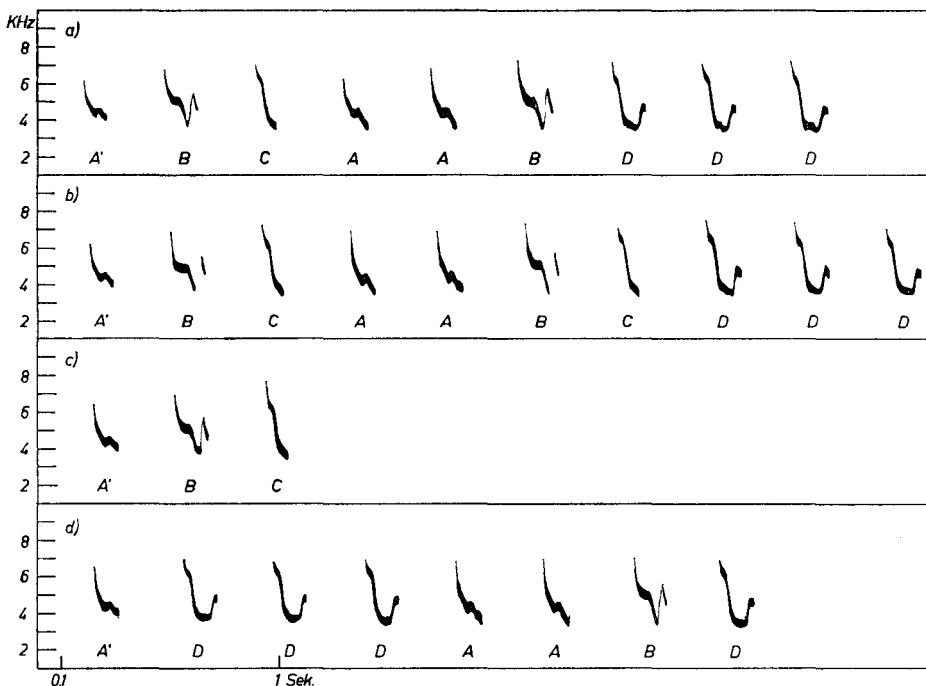 KHz
a)
8
6
4
2
A' B C A A B D D D
b)
8
6
4
2
A' B C A A B C D D D
c)
8
6
4
2
A' B C
d)
8
6
4
2
A' D D D A A B D
0,1 1 Sek.